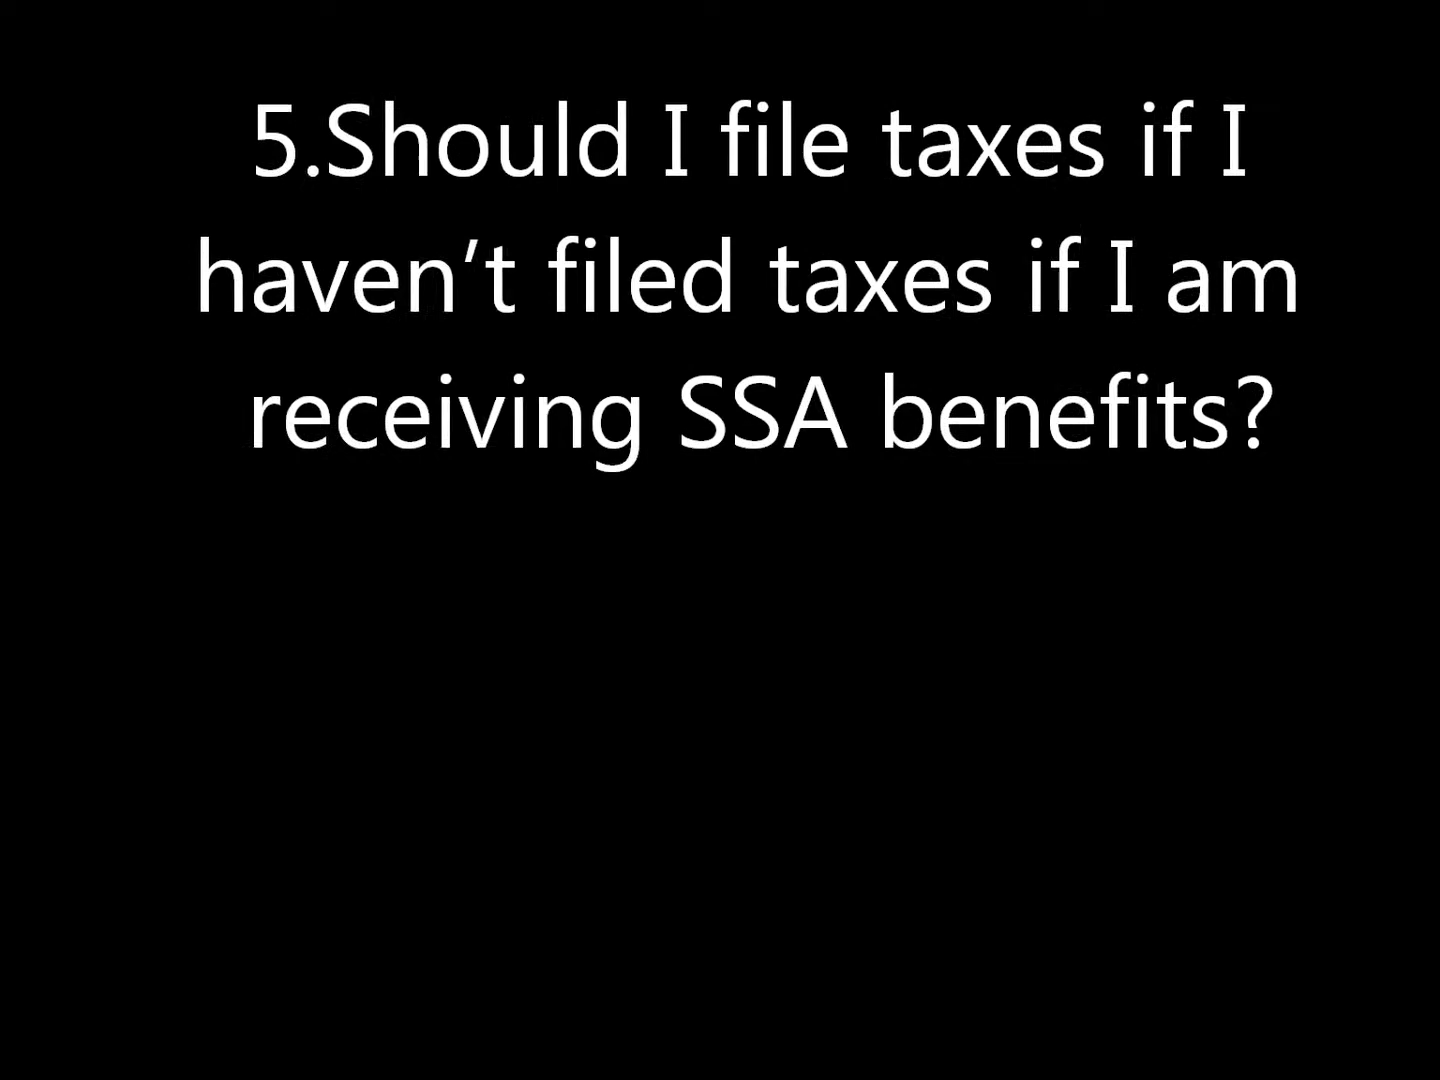 5.Should I file taxes if I
haven’t filed taxes if I am
receiving SSA benefits?